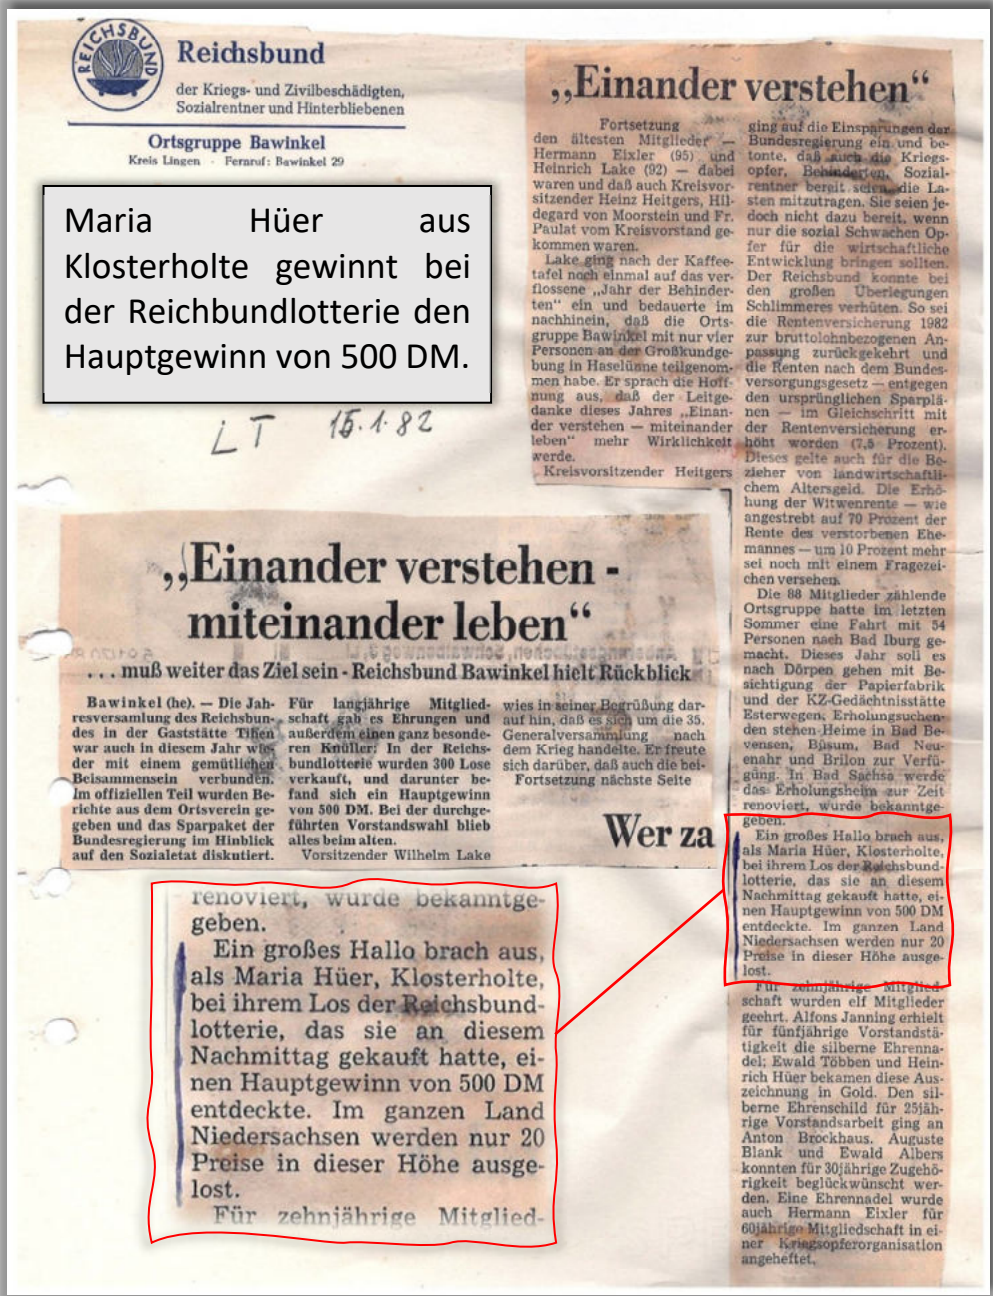 REICHSBUND
Reichsbund
der Kriegs- und Zivilbeschädigten,
Sozialrentner und Hinterbliebenen
Ortsgruppe Bawinkel
Kreis Lingen · Fernruf: Bawinkel 29
Maria Hüer aus
Klosterholte gewinnt bei
der Reichbundlotterie den
Hauptgewinn von 500 DM.
LT 15.1.82
„Einander verstehen -
miteinander leben“
... muß weiter das Ziel sein - Reichsbund Bawinkel hielt Rückblick
Bawinkel (he). — Die Jah-
resversamlung des Reichsbun-
des in der Gaststätte Tihen
war auch in diesem Jahr wie-
der mit einem gemütlichen
Beisammensein verbunden.
Im offiziellen Teil wurden Be-
richte aus dem Ortsverein ge-
geben und das Sparpaket der
Bundesregierung im Hinblick
auf den Sozialetat diskutiert.
Für langjährige Mitglied-
schaft gab es Ehrungen und
außerdem einen ganz besonde-
ren Knüller: In der Reichs-
bundlotterie wurden 300 Lose
verkauft, und darunter be-
fand sich ein Hauptgewinn
von 500 DM. Bei der durchge-
führten Vorstandswahl blieb
alles beim alten.
Vorsitzender Wilhelm Lake
wies in seiner Begrüßung dar-
auf hin, daß es sich um die 35.
Generalversammlung nach
dem Krieg handelte. Er freute
sich darüber, daß auch die bei-
Fortsetzung nächste Seite
Wer za
„Einander verstehen“
Fortsetzung
den ältesten Mitglieder —
Hermann Eixler (95) und
Heinrich Lake (92) — dabei
waren und daß auch Kreisvor-
sitzender Heinz Heitgers, Hil-
degard von Moorstein und Fr.
Paulat vom Kreisvorstand ge-
kommen waren.
Lake ging nach der Kaffee-
tafel noch einmal auf das ver-
flossene „Jahr der Behinder-
ten“ ein und bedauerte im
nachhinein, daß die Orts-
gruppe Bawinkel mit nur vier
Personen an der Großkundge-
bung in Haselünne teilgenom-
men habe. Er sprach die Hoff-
nung aus, daß der Leitge-
danke dieses Jahres „Einan-
der verstehen — miteinander
leben“ mehr Wirklichkeit
werde.
Kreisvorsitzender Heitgers
ging auf die Einsparungen der
Bundesregierung ein und be-
tonte, daß auch die Kriegs-
opfer, Behinderten, Sozial-
rentner bereit seien, die La-
sten mitzutragen. Sie seien je-
doch nicht dazu bereit, wenn
nur die sozial Schwachen Op-
fer für die wirtschaftliche
Entwicklung bringen sollten.
Der Reichsbund konnte bei
den großen Überlegungen
Schlimmeres verhüten. So sei
die Rentenversicherung 1982
zur bruttolohnbezogenen An-
passung zurückgekehrt und
die Renten nach dem Bundes-
versorgungsgesetz — entgegen
den ursprünglichen Sparplä-
nen — im Gleichschritt mit
der Rentenversicherung er-
höht worden (7,5 Prozent).
Dieses gelte auch für die Be-
zieher von landwirtschaftli-
chem Altersgeld. Die Erhö-
hung der Witwenrente — wie
angestrebt auf 70 Prozent der
Rente des verstorbenen Ehe-
mannes — um 10 Prozent mehr
sei noch mit einem Fragezei-
chen versehen.
Die 88 Mitglieder zählende
Ortsgruppe hatte im letzten
Sommer eine Fahrt mit 54
Personen nach Bad Iburg ge-
macht. Dieses Jahr soll es
nach Dörpen gehen mit Be-
sichtigung der Papierfabrik
und der KZ-Gedächtnisstätte
Esterwegen. Erholungsuchen-
den stehen Heime in Bad Be-
vensen, Büsum, Bad Neu-
enahr und Brilon zur Verfü-
gung. In Bad Sachsa werde
das Erholungsheim zur Zeit
renoviert, wurde bekanntge-
geben.
Ein großes Hallo brach aus,
als Maria Hüer, Klosterholte,
bei ihrem Los der Reichsbund-
lotterie, das sie an diesem
Nachmittag gekauft hatte, ei-
nen Hauptgewinn von 500 DM
entdeckte. Im ganzen Land
Niedersachsen werden nur 20
Preise in dieser Höhe ausge-
lost.
Für zehnjährige Mitglied-
schaft wurden elf Mitglieder
geehrt. Alfons Janning erhielt
für fünfjährige Vorstandstä-
tigkeit die silberne Ehrenna-
del; Ewald Többen und Hein-
rich Hüer bekamen diese Aus-
zeichnung in Gold. Den sil-
berne Ehrenschild für 25jäh-
rige Vorstandsarbeit ging an
Anton Brockhaus. Auguste
Blank und Ewald Albers
konnten für 30jährige Zugehö-
rigkeit beglückwünscht wer-
den. Eine Ehrennadel wurde
auch Hermann Eixler für
60jährige Mitgliedschaft in ei-
ner Kriegsopferorganisation
angeheftet.
renoviert, wurde bekanntge-
geben.
Ein großes Hallo brach aus,
als Maria Hüer, Klosterholte,
bei ihrem Los der Reichsbund-
lotterie, das sie an diesem
Nachmittag gekauft hatte, ei-
nen Hauptgewinn von 500 DM
entdeckte. Im ganzen Land
Niedersachsen werden nur 20
Preise in dieser Höhe ausge-
lost.
Für zehnjährige Mitglied-